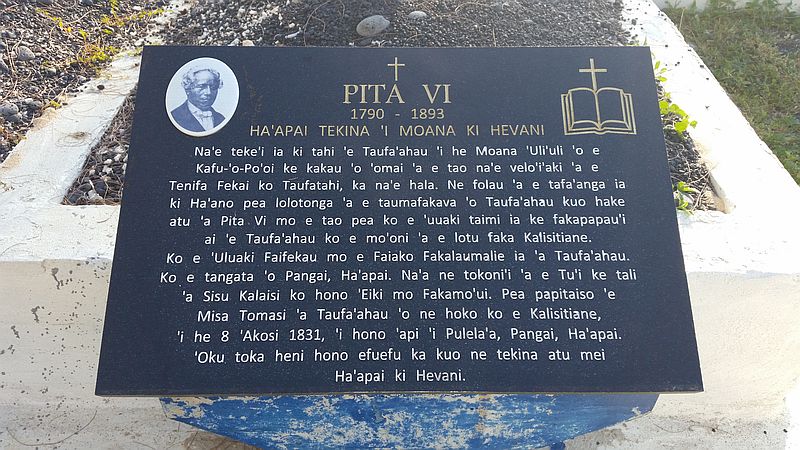 PITA VI
1790 - 1893
HA'APAI TEKINA 'I MOANA KI HEVANI
Na'e teke'i ia ki tahi 'e Taufa'ahau 'i he Moana 'Uli'uli 'o e
Kafu-'o-Po'oi ke kakau 'o 'omai 'a e tao na'e velo'i'aki 'a e
Tenifa Fekai ko Taufatahi, ka na'e hala. Ne folau 'a e tafa'anga ia
ki Ha'ano pea lolotonga 'a e taumafakava 'o Taufa'ahau kuo hake
atu 'a Pita Vi mo e tao pea ko e 'uuaki taimi ia ke fakapapau'i
ai 'e Taufa'ahau ko e mo'oni 'a e lotu faka Kalisitiane.
Ko e 'Uluaki Faifekau mo e Faiako Fakalaumalie ia 'a Taufa'ahau.
Ko e tangata 'o Pangai, Ha'apai. Na'a ne tokoni'i 'a e Tu'i ke tali
'a Sisu Kalaisi ko hono 'Eiki mo Fakamo'ui. Pea papitaiso 'e
Misa Tomasi 'a Taufa'ahau 'o ne hoko ko e Kalisitiane,
'i he 8 'Akosi 1831, 'i hono 'api 'i Pulela'a, Pangai, Ha'apai.
'Oku toka heni hono efuefu ka kuo ne tekina atu mei
Ha'apai ki Hevani.